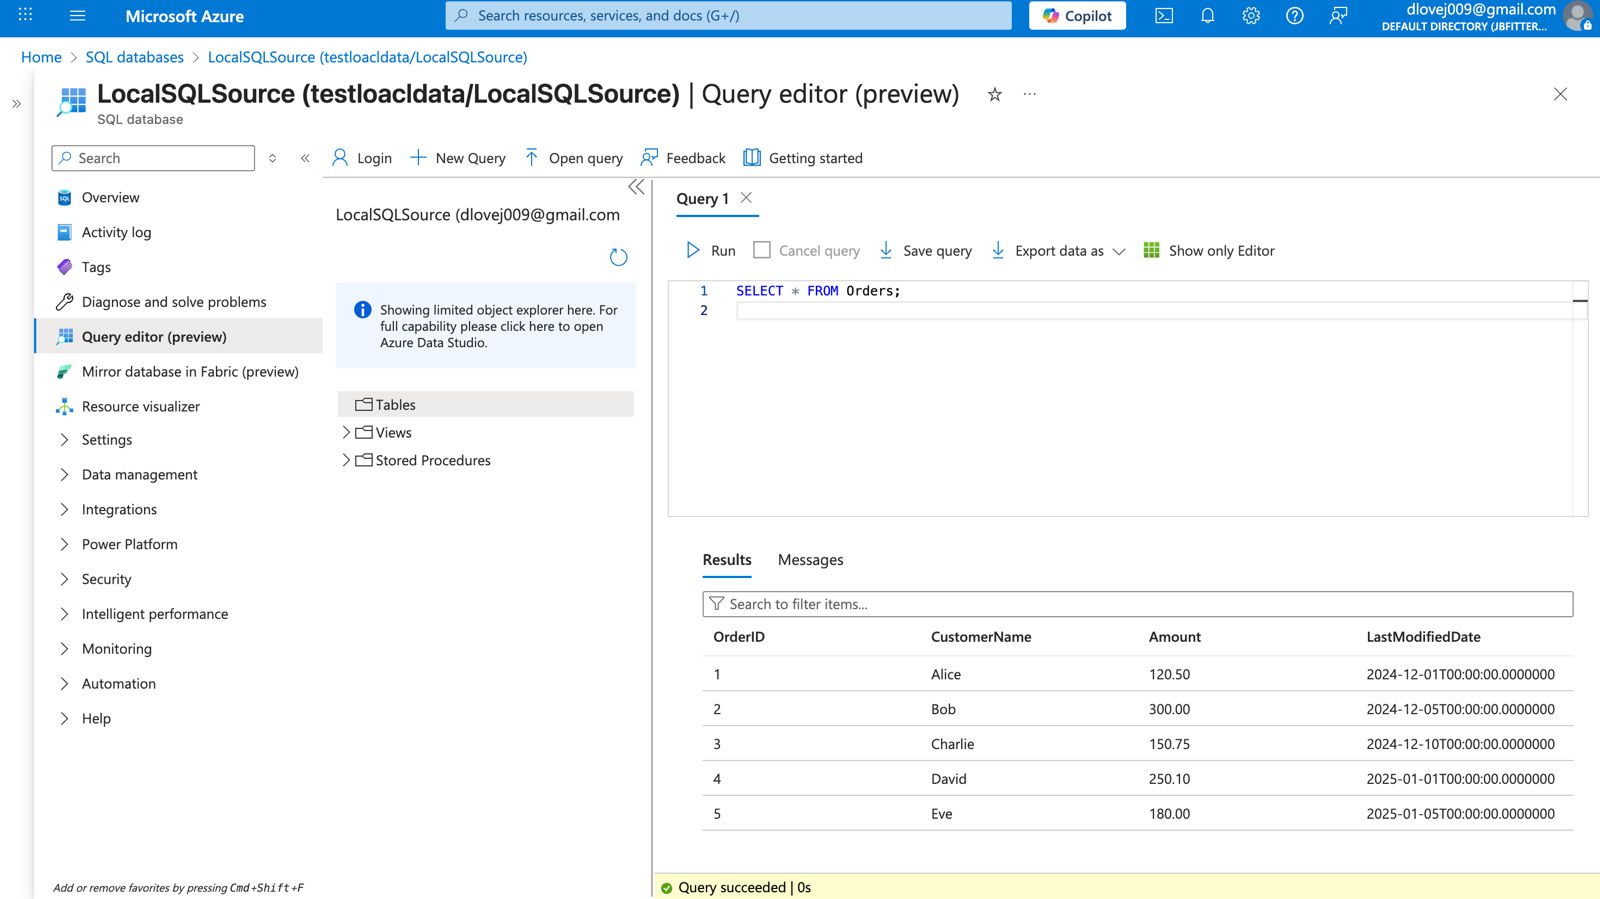 Microsoft Azure
Search resources, services, and docs (G+/)
Copilot
dlovej009@gmail.com
DEFAULT DIRECTORY (JBFITTER...
Home > SQL databases > LocalSQLSource (testloacldata/LocalSQLSource)
LocalSQLSource (testloacldata/LocalSQLSource) | Query editor (preview)
SQL database
Search
Login
New Query
Open query
Feedback
Getting started
Overview
Activity log
Tags
Diagnose and solve problems
Query editor (preview)
Mirror database in Fabric (preview)
Resource visualizer
Settings
Data management
Integrations
Power Platform
Security
Intelligent performance
Monitoring
Automation
Help
Add or remove favorites by pressing Cmd+Shift+F
LocalSQLSource (dlovej009@gmail.com
Showing limited object explorer here. For
full capability please click here to open
Azure Data Studio.
Tables
Views
Stored Procedures
Query 1
Run
Cancel query
Save query
Export data as
Show only Editor
1 SELECT * FROM Orders;
2
Results
Messages
Search to filter items...
OrderID CustomerName Amount LastModifiedDate
1 Alice 120.50 2024-12-01T00:00:00.0000000
2 Bob 300.00 2024-12-05T00:00:00.0000000
3 Charlie 150.75 2024-12-10T00:00:00.0000000
4 David 250.10 2025-01-01T00:00:00.0000000
5 Eve 180.00 2025-01-05T00:00:00.0000000
Query succeeded | 0s